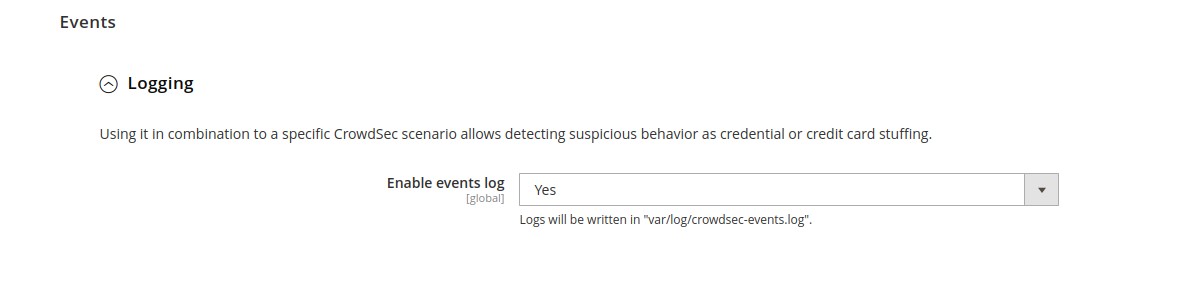 Events
Logging
Using it in combination to a specific CrowdSec scenario allows detecting suspicious behavior as credential or credit card stuffing.
Enable events log
Yes
[global]
Logs will be written in "var/log/crowdsec-events.log".